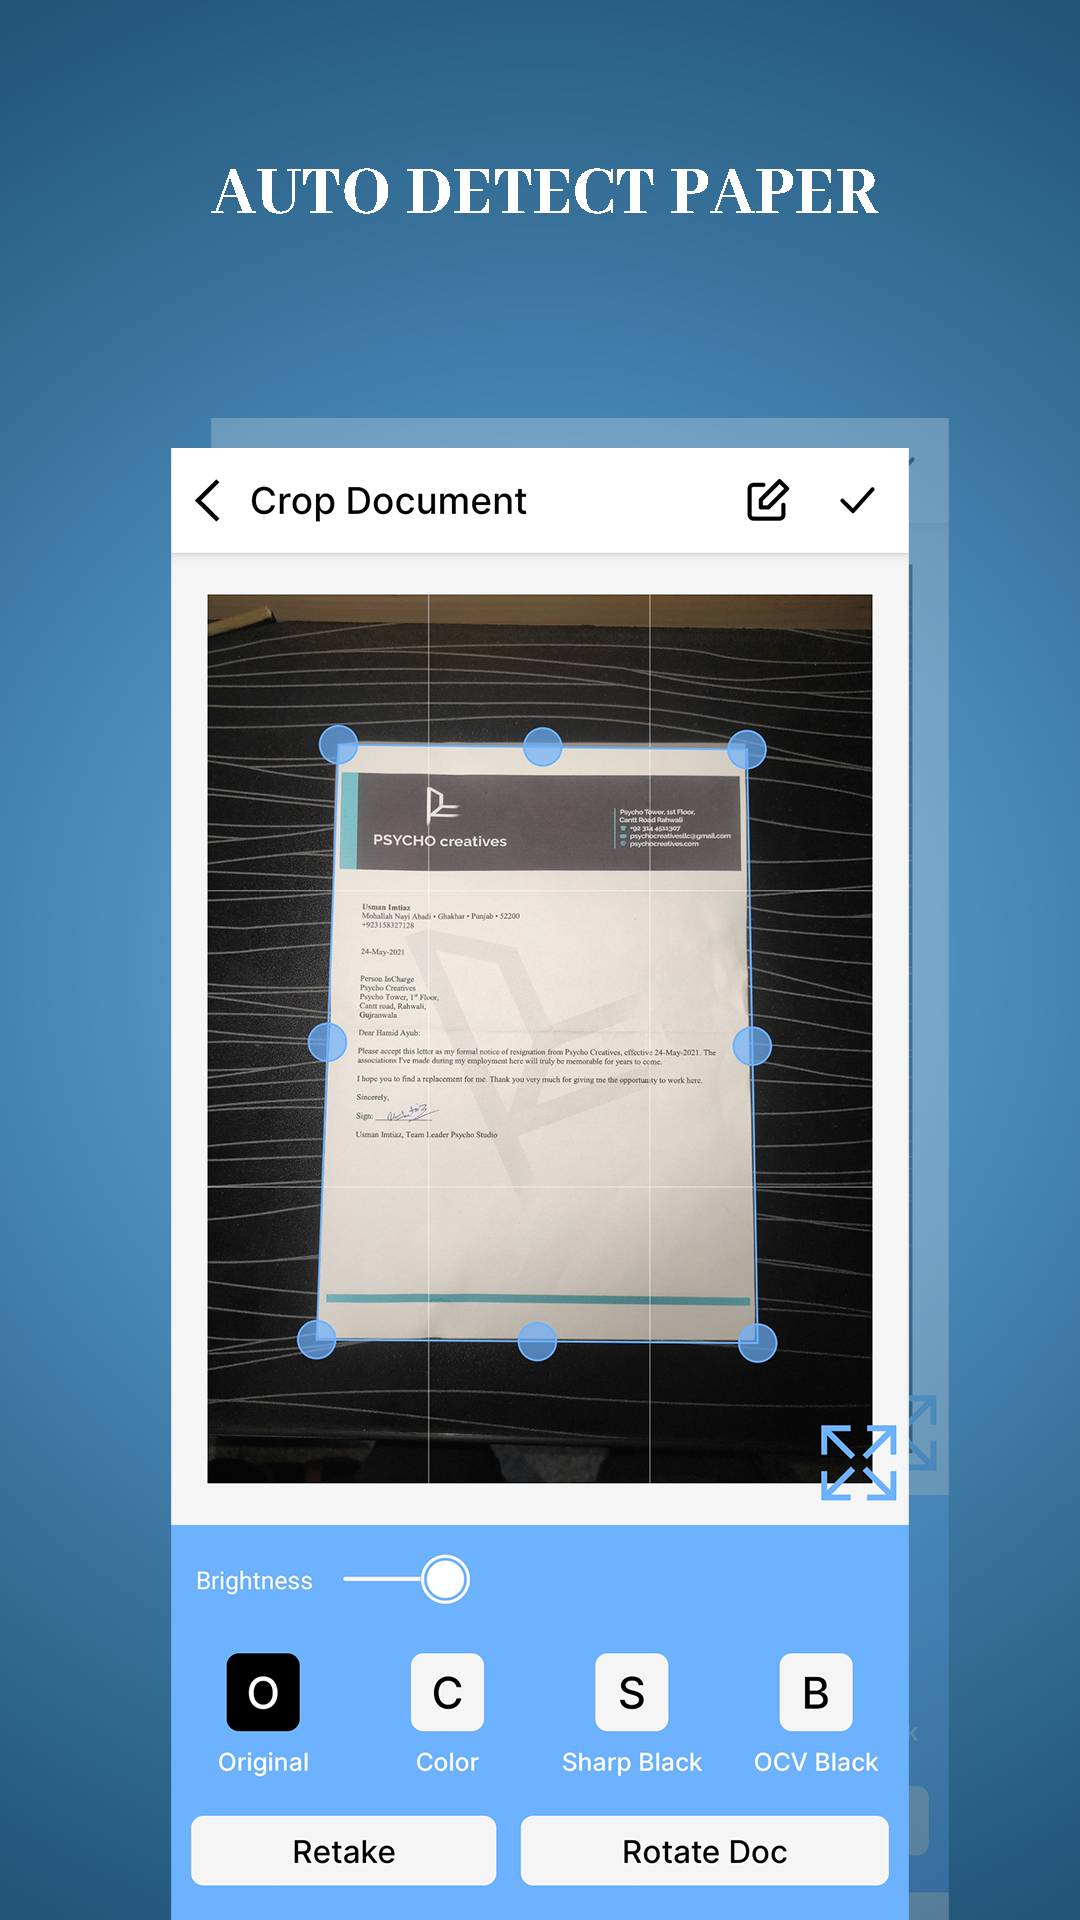 AUTO DETECT PAPER
Crop Document
PSYCHO creatives
Psycho Tower, 1st Floor,
Cantt Road Rahwali
+92 314 4511307
psychocreativesllc@gmail.com
psychocreatives.com
Usman Imtiaz
Mohallah Nayi Abadi • Ghakhar • Punjab • 52200
+923158327128
24-May-2021
Person InCharge
Psycho Creatives
Psycho Tower, 1st Floor,
Cantt road, Rahwali,
Gujranwala
Dear Hamid Ayub:
Please accept this letter as my formal notice of resignation from Psycho Creatives, effective 24-May-2021. The
associations I've made during my employment here will truly be memorable for years to come.
I hope you to find a replacement for me. Thank you very much for giving me the opportunity to work here.
Sincerely,
Sign:
Usman Imtiaz, Team Leader Psycho Studio
Brightness
O C S B
Original Color Sharp Black OCV Black
Retake Rotate Doc